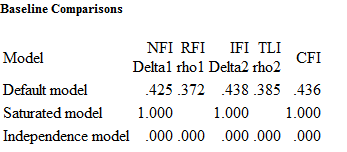 Baseline Comparisons
NFI RFI IFI TLI
Model CFI
Delta1 rho1 Delta2 rho2
Default model .425 .372 .438 .385 .436
Saturated model 1.000 1.000 1.000
Independence model .000 .000 .000 .000 .000